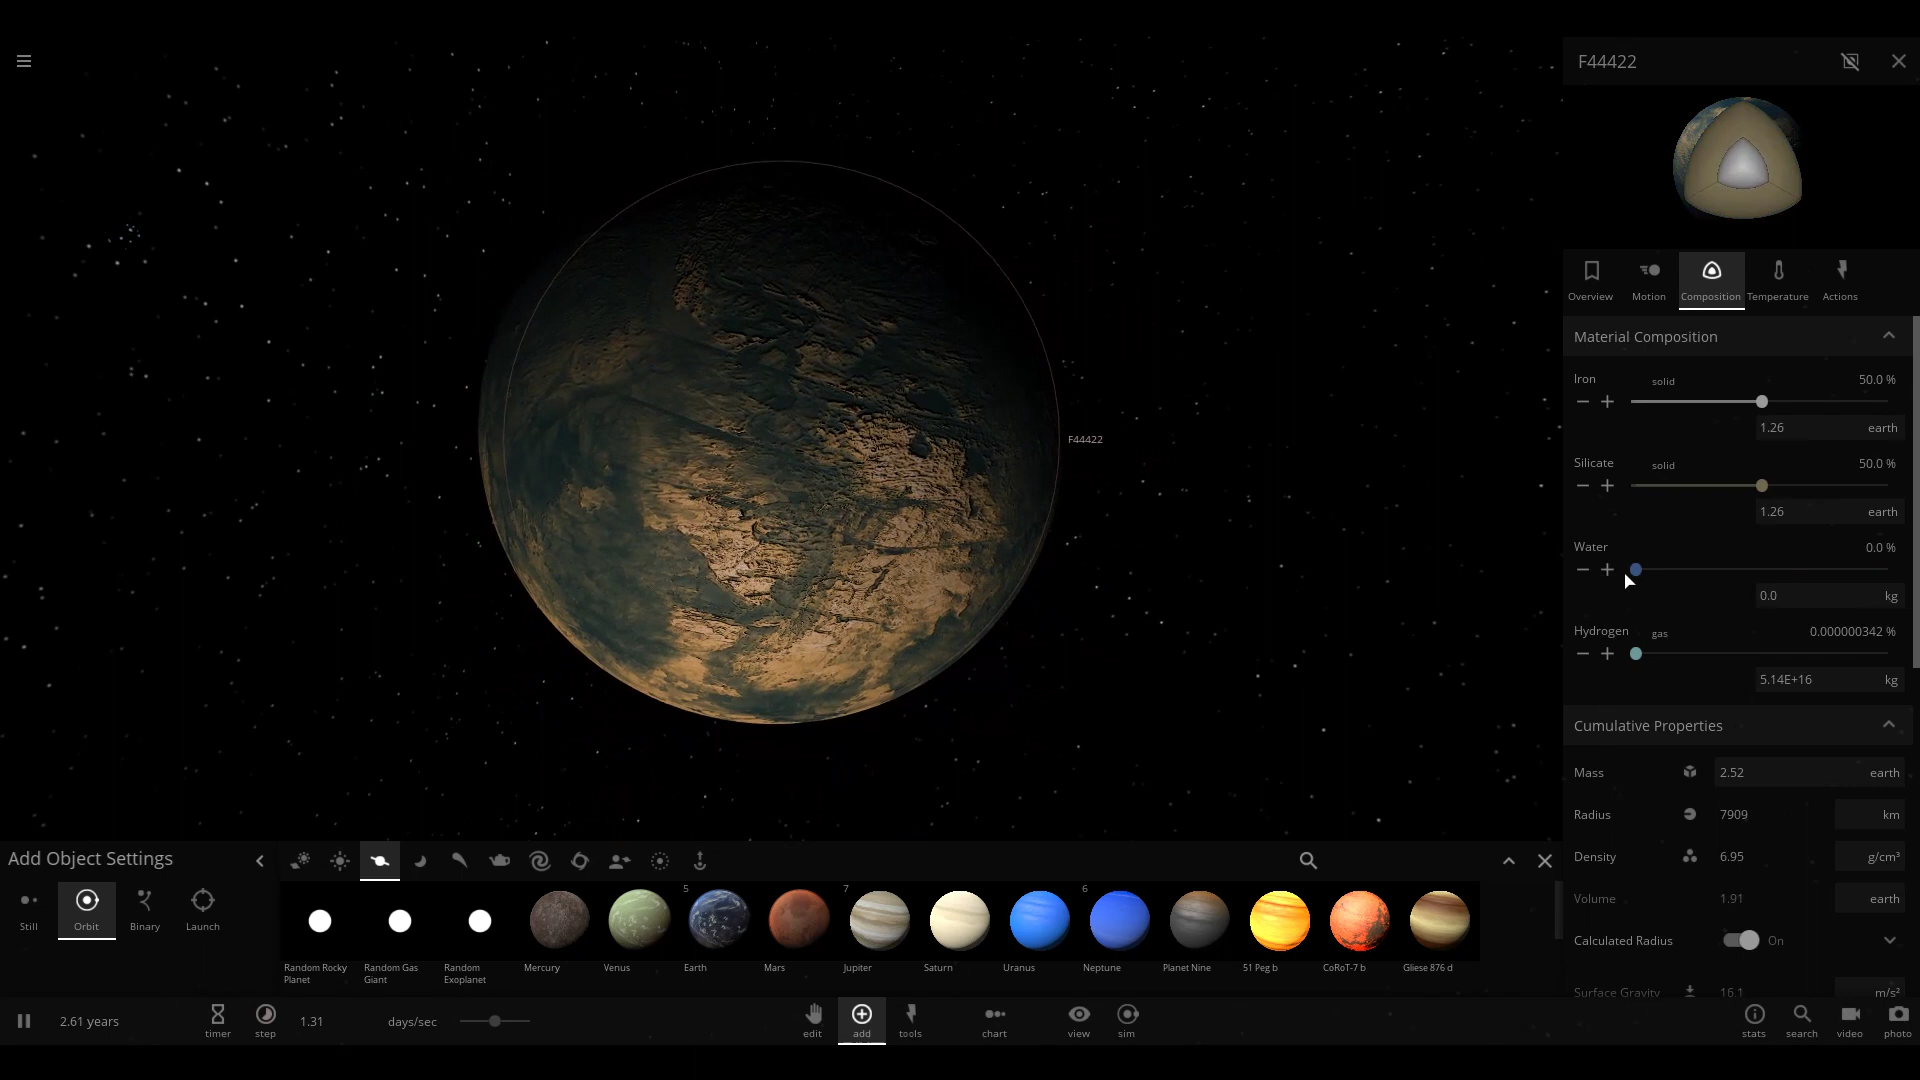 F44422
F44422
Overview Motion Composition Temperature Actions
Material Composition
Iron solid 50.0 %
1.26 earth
Silicate solid 50.0 %
1.26 earth
Water 0.0 %
0.0 kg
Hydrogen gas 0.000000342 %
5.14E+16 kg
Cumulative Properties
Mass 2.52 earth
Radius 7909 km
Density 6.95 g/cm³
Volume 1.91 earth
Calculated Radius On
Surface Gravity 16.1 m/s²
Add Object Settings
Still Orbit Binary Launch
5 7 6
Random Rocky Planet
Random Gas Giant
Random Exoplanet
Mercury Venus Earth Mars Jupiter Saturn Uranus Neptune Planet Nine 51 Peg b CoRoT-7 b Gliese 876 d
2.61 years timer step 1.31 days/sec edit add tools chart view sim stats search video photo